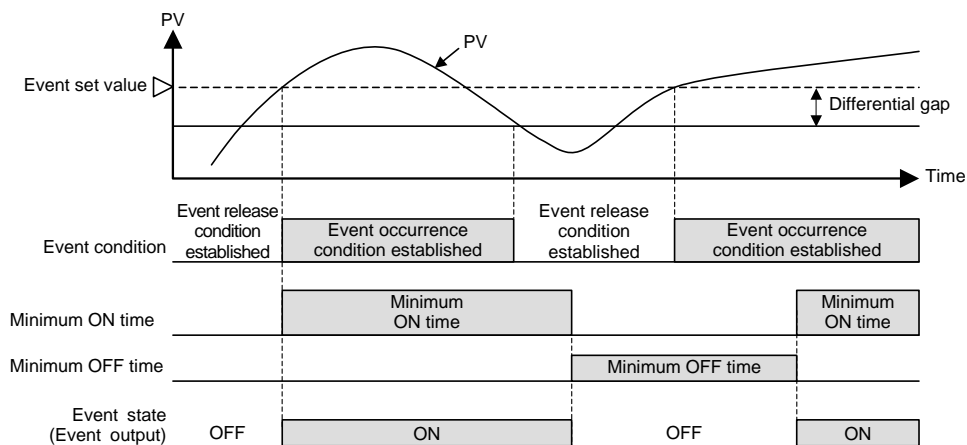 PV
PV
Event set value
Differential gap
Time
Event condition
Event release
condition
established
Event occurrence
condition established
Event release
condition
established
Event occurrence
condition established
Minimum ON time
Minimum
ON time
Minimum
ON time
Minimum OFF time
Minimum OFF time
Event state
(Event output)
OFF
ON
OFF
ON